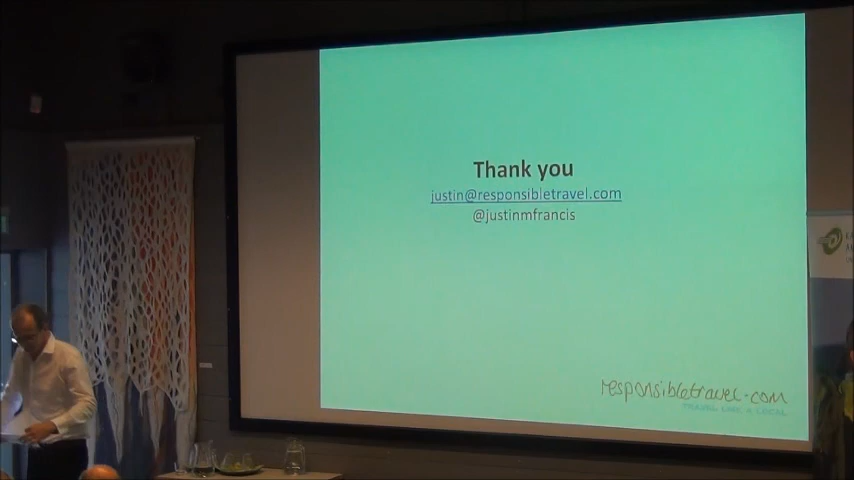 Thank you
justin@responsibletravel.com
@justinmfrancis
responsibletravel.com